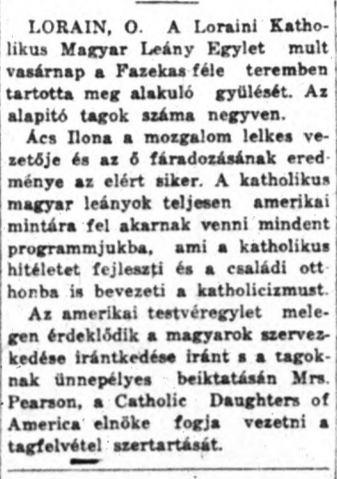 LORAIN, O. A Loraini Katho-
likus Magyar Leány Egylet mult
vasárnap a Fazekas féle teremben
tartotta meg alakuló gyülését. Az
alapitó tagok száma negyven.
Ács Ilona a mozgalom lelkes ve-
zetője és az ő fáradozásának ered-
ménye az elért siker. A katholikus
magyar leányok teljesen amerikai
mintára fel akarnak venni mindent
programmjukba, ami a katholikus
hitéletet fejleszti és a családi ott
honba is bevezeti a katholicizmust.
Az amerikai testvéregylet mele-
gen érdeklődik a magyarok szervez-
kedése irántkedése iránt s a tagok-
nak ünnepélyes beiktatásán Mrs.
Pearson, a Catholic Daughters of
America elnöke fogja vezetni a
tagfelvétel szertartását.